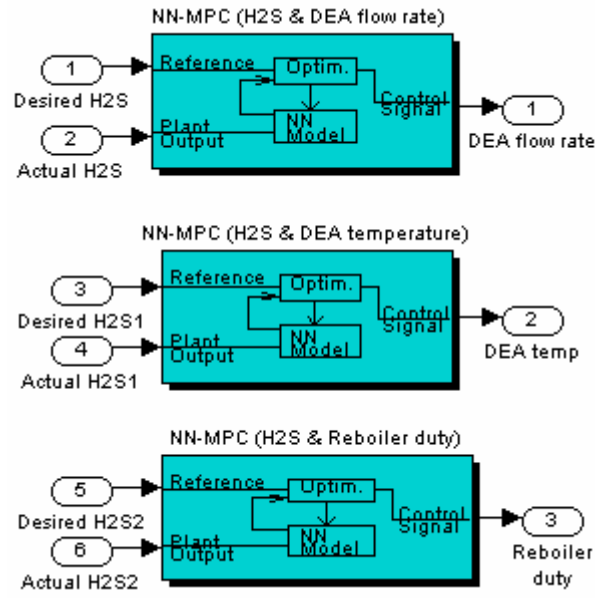 NN-MPC (H2S & DEA flow rate)
1
Desired H2S
2
Actual H2S
Reference
Optim.
Plant
Output
NN
Model
Control
Signal
1
DEA flow rate
NN-MPC (H2S & DEA temperature)
3
Desired H2S1
4
Actual H2S1
Reference
Optim.
Plant
Output
NN
Model
Control
Signal
2
DEA temp
NN-MPC (H2S & Reboiler duty)
5
Desired H2S2
6
Actual H2S2
Reference
Optim.
Plant
Output
NN
Model
Control
Signal
3
Reboiler
duty